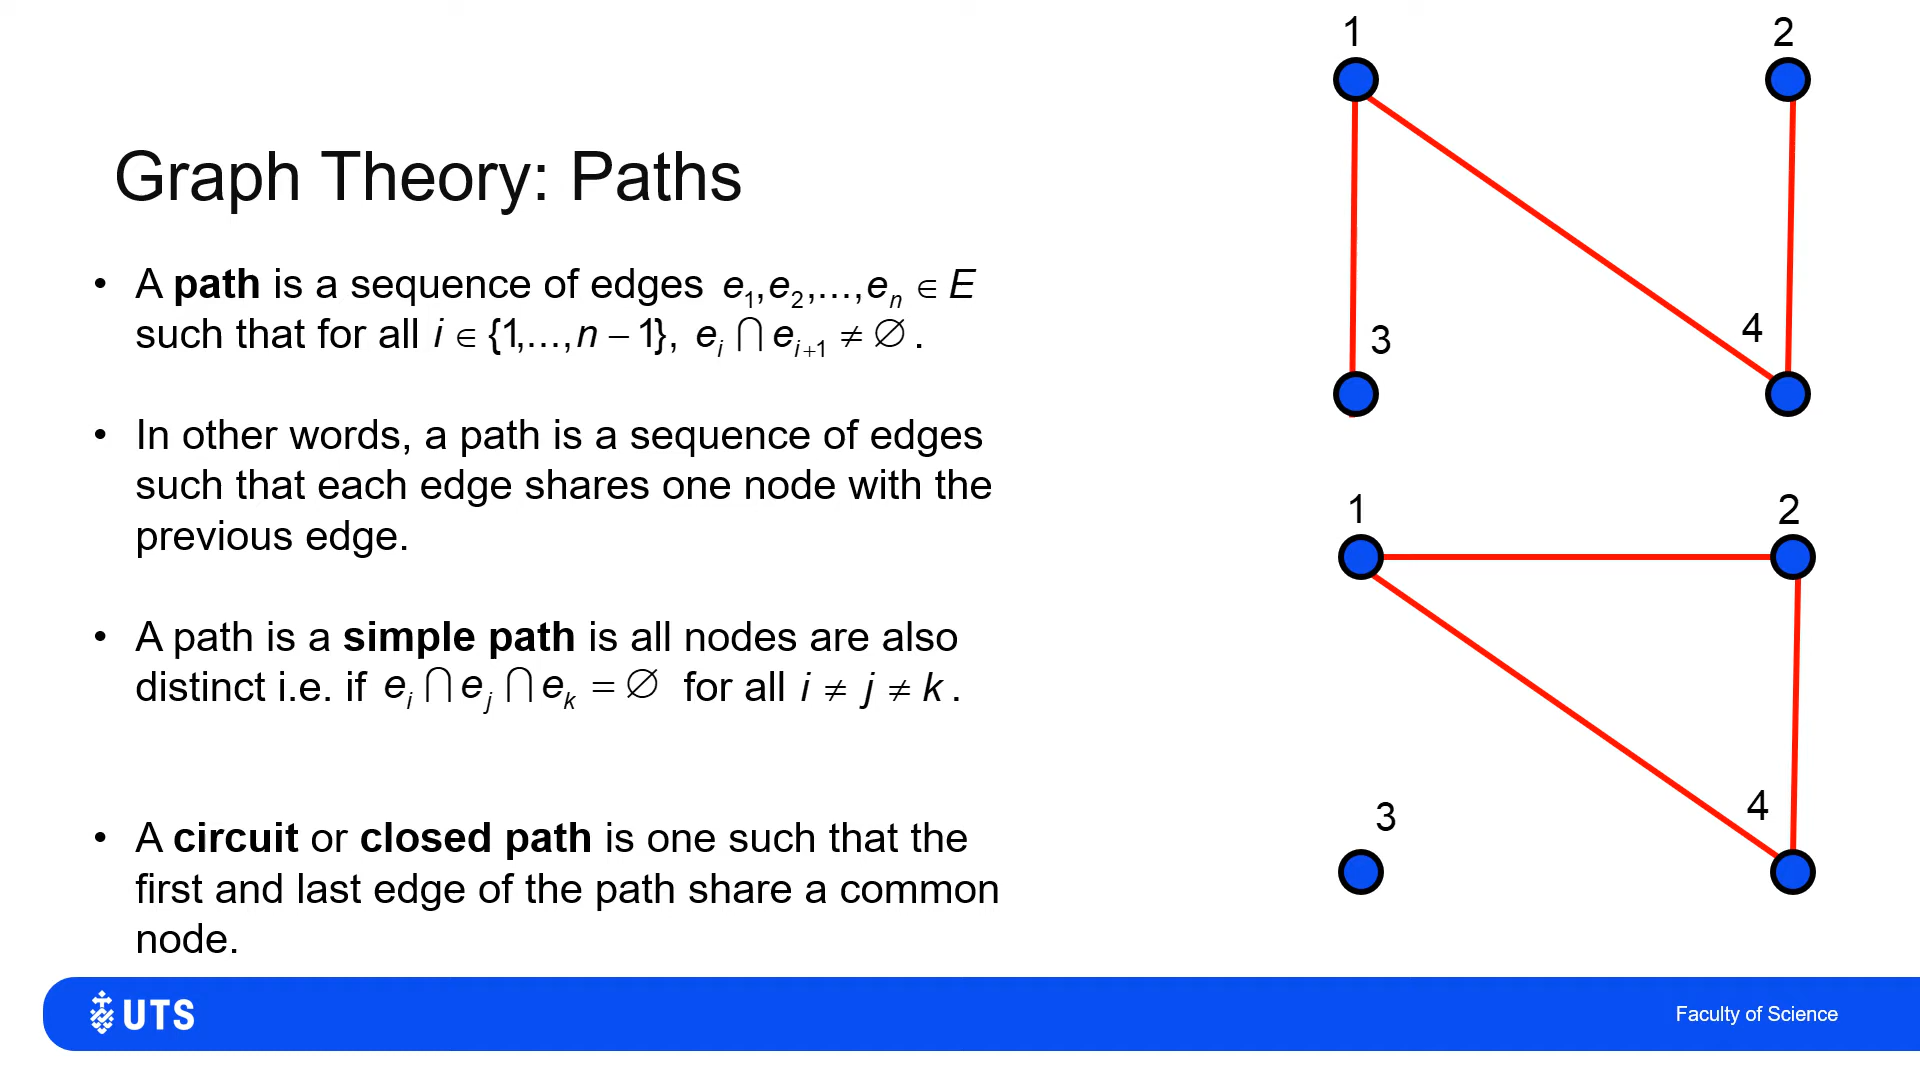 Graph Theory: Paths
• A path is a sequence of edges e₁,e₂,...,eₙ ∈ E
such that for all i ∈ {1,...,n − 1}, eᵢ ⋂ eᵢ₊₁ ≠ ∅ .
• In other words, a path is a sequence of edges
such that each edge shares one node with the
previous edge.
• A path is a simple path is all nodes are also
distinct i.e. if eᵢ ⋂ eⱼ ⋂ eₖ = ∅ for all i ≠ j ≠ k .
• A circuit or closed path is one such that the
first and last edge of the path share a common
node.
1 2
3 4
1 2
3 4
UTS
Faculty of Science